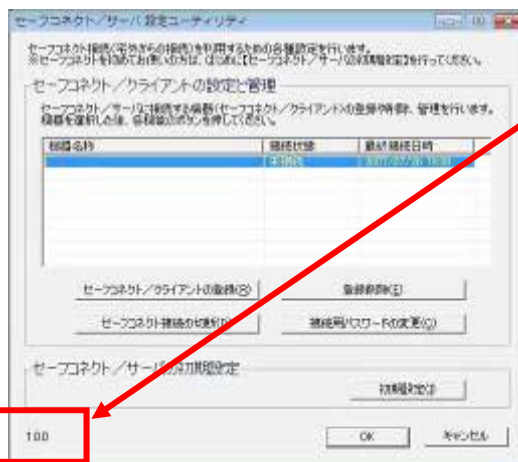 セーフコネクト／サーバ 設定ユーティリティ
セーフコネクト接続(宅外からの接続)を利用するための各種設定を行います。
※セーフコネクトを初めてお使いの方は、はじめに【セーフコネクト／サーバの初期設定】を行ってください。
セーフコネクト／クライアントの設定と管理
セーフコネクト／サーバに接続する機器(セーフコネクト／クライアント)の登録や削除、管理を行います。
機器を選択した後、各機能のボタンを押してください。
機器名称 接続状態 最終接続日時
未接続
セーフコネクト／クライアントの登録(S) 登録削除(E)
セーフコネクト接続の切断(D) 接続用パスワードの変更(C)
セーフコネクト／サーバの初期設定
初期設定(I)
1.0.0
OK キャンセル